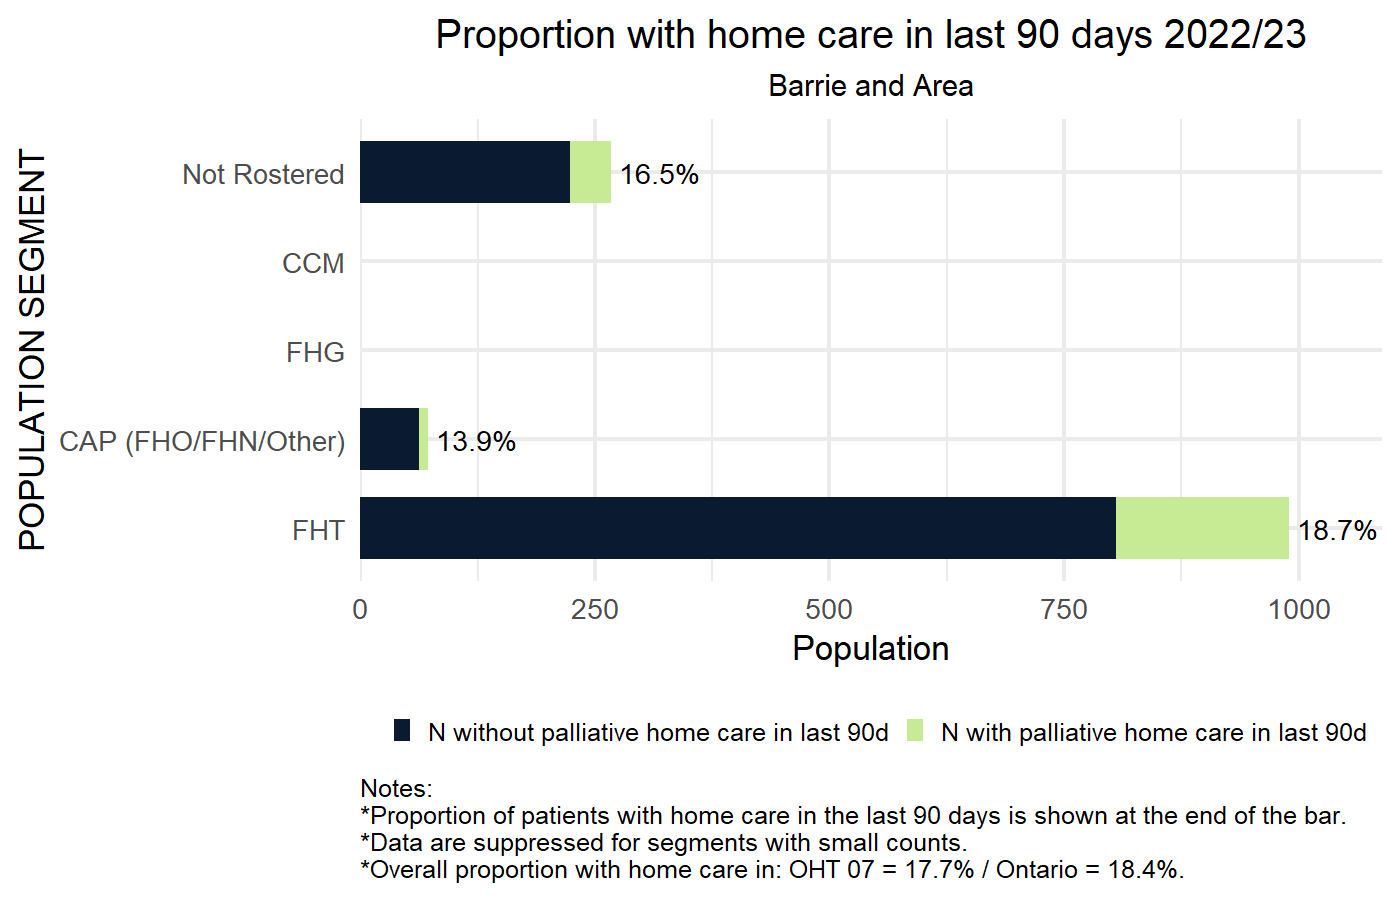 Proportion with home care in last 90 days 2022/23
Barrie and Area
POPULATION SEGMENT
Not Rostered
16.5%
CCM
FHG
CAP (FHO/FHN/Other)
13.9%
FHT
18.7%
0 250 500 750 1000
Population
N without palliative home care in last 90d N with palliative home care in last 90d
Notes:
*Proportion of patients with home care in the last 90 days is shown at the end of the bar.
*Data are suppressed for segments with small counts.
*Overall proportion with home care in: OHT 07 = 17.7% / Ontario = 18.4%.